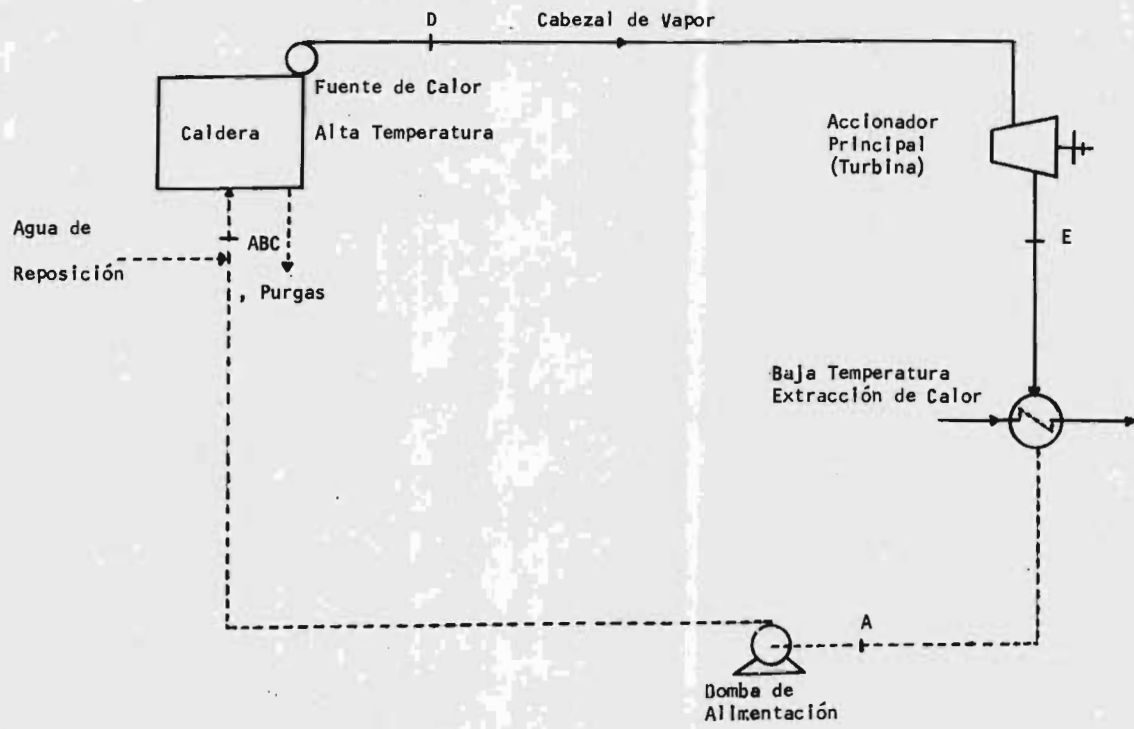 D
Cabezal de Vapor
Fuente de Calor
Caldera
Alta Temperatura
Accionador
Principal
(Turbina)
Agua de
Reposición
ABC
, Purgas
E
Baja Temperatura
Extracción de Calor
A
Bomba de
Alimentación